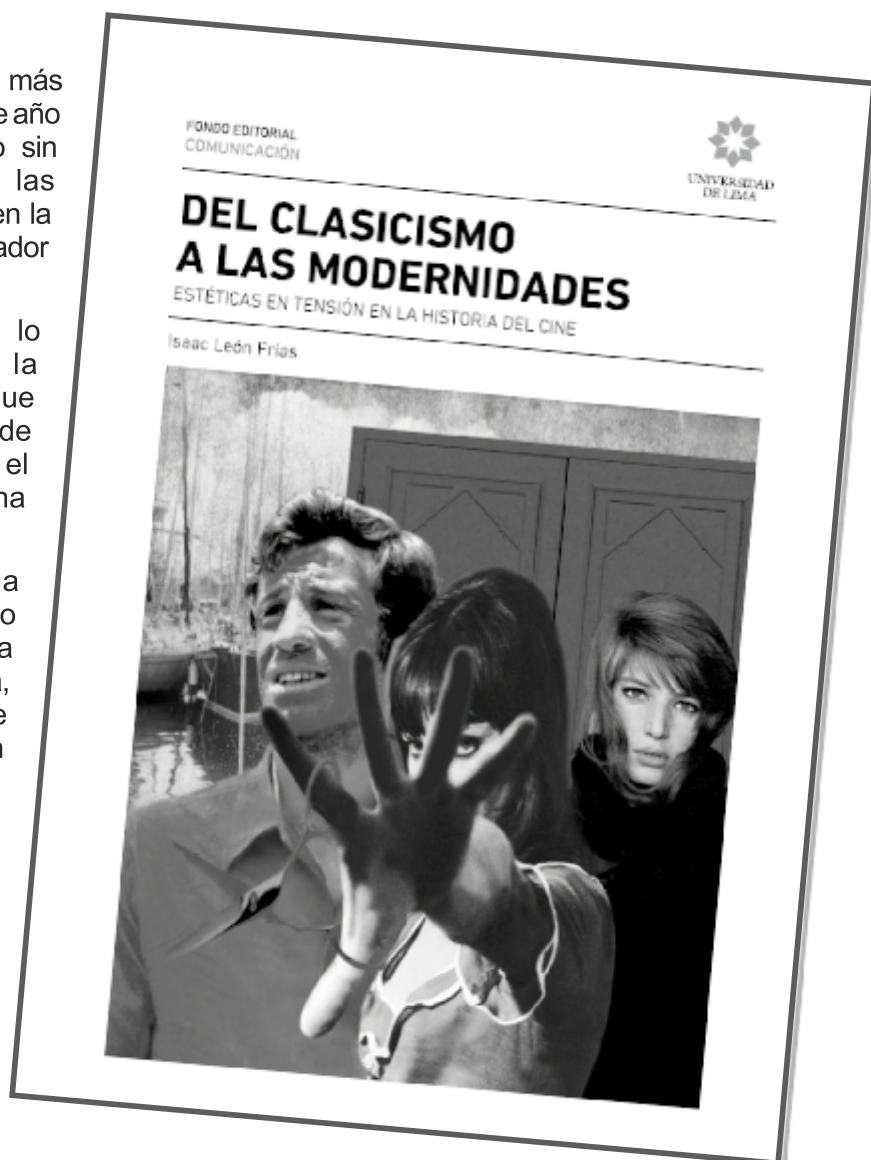 más
e año
sin
las
en la
ador
lo
la
ue
de
el
na
a
o
a
a,
e
n
FONDO EDITORIAL
COMUNICACIÓN
UNIVERSIDAD
DE LIMA
DEL CLASICISMO
A LAS MODERNIDADES
ESTÉTICAS EN TENSIÓN EN LA HISTORIA DEL CINE
Isaac León Frías